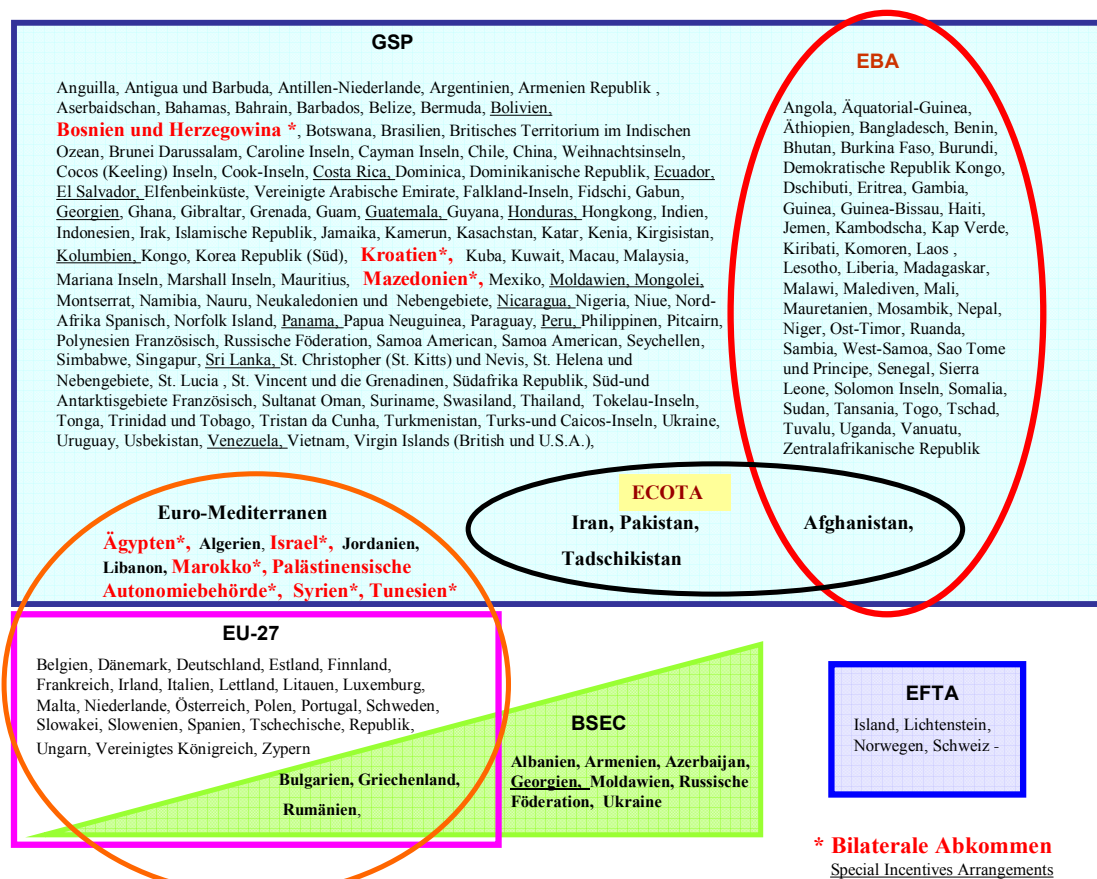 GSP
Anguilla, Antigua und Barbuda, Antillen-Niederlande, Argentinien, Armenien Republik ,
Aserbaidschan, Bahamas, Bahrain, Barbados, Belize, Bermuda, Bolivien,
Bosnien und Herzegowina *, Botswana, Brasilien, Britisches Territorium im Indischen
Ozean, Brunei Darussalam, Caroline Inseln, Cayman Inseln, Chile, China, Weihnachtsinseln,
Cocos (Keeling) Inseln, Cook-Inseln, Costa Rica, Dominica, Dominikanische Republik, Ecuador,
El Salvador, Elfenbeinküste, Vereinigte Arabische Emirate, Falkland-Inseln, Fidschi, Gabun,
Georgien, Ghana, Gibraltar, Grenada, Guam, Guatemala, Guyana, Honduras, Hongkong, Indien,
Indonesien, Irak, Islamische Republik, Jamaika, Kamerun, Kasachstan, Katar, Kenia, Kirgisistan,
Kolumbien, Kongo, Korea Republik (Süd), Kroatien*, Kuba, Kuwait, Macau, Malaysia,
Mariana Inseln, Marshall Inseln, Mauritius, Mazedonien*, Mexiko, Moldawien, Mongolei,
Montserrat, Namibia, Nauru, Neukaledonien und Nebengebiete, Nicaragua, Nigeria, Niue, Nord-
Afrika Spanisch, Norfolk Island, Panama, Papua Neuguinea, Paraguay, Peru, Philippinen, Pitcairn,
Polynesien Französisch, Russische Föderation, Samoa American, Samoa American, Seychellen,
Simbabwe, Singapur, Sri Lanka, St. Christopher (St. Kitts) und Nevis, St. Helena und
Nebengebiete, St. Lucia , St. Vincent und die Grenadinen, Südafrika Republik, Süd-und
Antarktisgebiete Französisch, Sultanat Oman, Suriname, Swasiland, Thailand, Tokelau-Inseln,
Tonga, Trinidad und Tobago, Tristan da Cunha, Turkmenistan, Turks-und Caicos-Inseln, Ukraine,
Uruguay, Usbekistan, Venezuela, Vietnam, Virgin Islands (British und U.S.A.),
EBA
Angola, Äquatorial-Guinea,
Äthiopien, Bangladesch, Benin,
Bhutan, Burkina Faso, Burundi,
Demokratische Republik Kongo,
Dschibuti, Eritrea, Gambia,
Guinea, Guinea-Bissau, Haiti,
Jemen, Kambodscha, Kap Verde,
Kiribati, Komoren, Laos ,
Lesotho, Liberia, Madagaskar,
Malawi, Malediven, Mali,
Mauretanien, Mosambik, Nepal,
Niger, Ost-Timor, Ruanda,
Sambia, West-Samoa, Sao Tome
und Principe, Senegal, Sierra
Leone, Solomon Inseln, Somalia,
Sudan, Tansania, Togo, Tschad,
Tuvalu, Uganda, Vanuatu,
Zentralafrikanische Republik
ECOTA
Iran, Pakistan, Afghanistan,
Tadschikistan
Euro-Mediterranen
Ägypten*, Algerien, Israel*, Jordanien,
Libanon, Marokko*, Palästinensische
Autonomiebehörde*, Syrien*, Tunesien*
EU-27
Belgien, Dänemark, Deutschland, Estland, Finnland,
Frankreich, Irland, Italien, Lettland, Litauen, Luxemburg,
Malta, Niederlande, Österreich, Polen, Portugal, Schweden,
Slowakei, Slowenien, Spanien, Tschechische, Republik,
Ungarn, Vereinigtes Königreich, Zypern
Bulgarien, Griechenland,
Rumänien,
BSEC
Albanien, Armenien, Azerbaijan,
Georgien, Moldawien, Russische
Föderation, Ukraine
EFTA
Island, Lichtenstein,
Norwegen, Schweiz -
* Bilaterale Abkommen
Special Incentives Arrangements